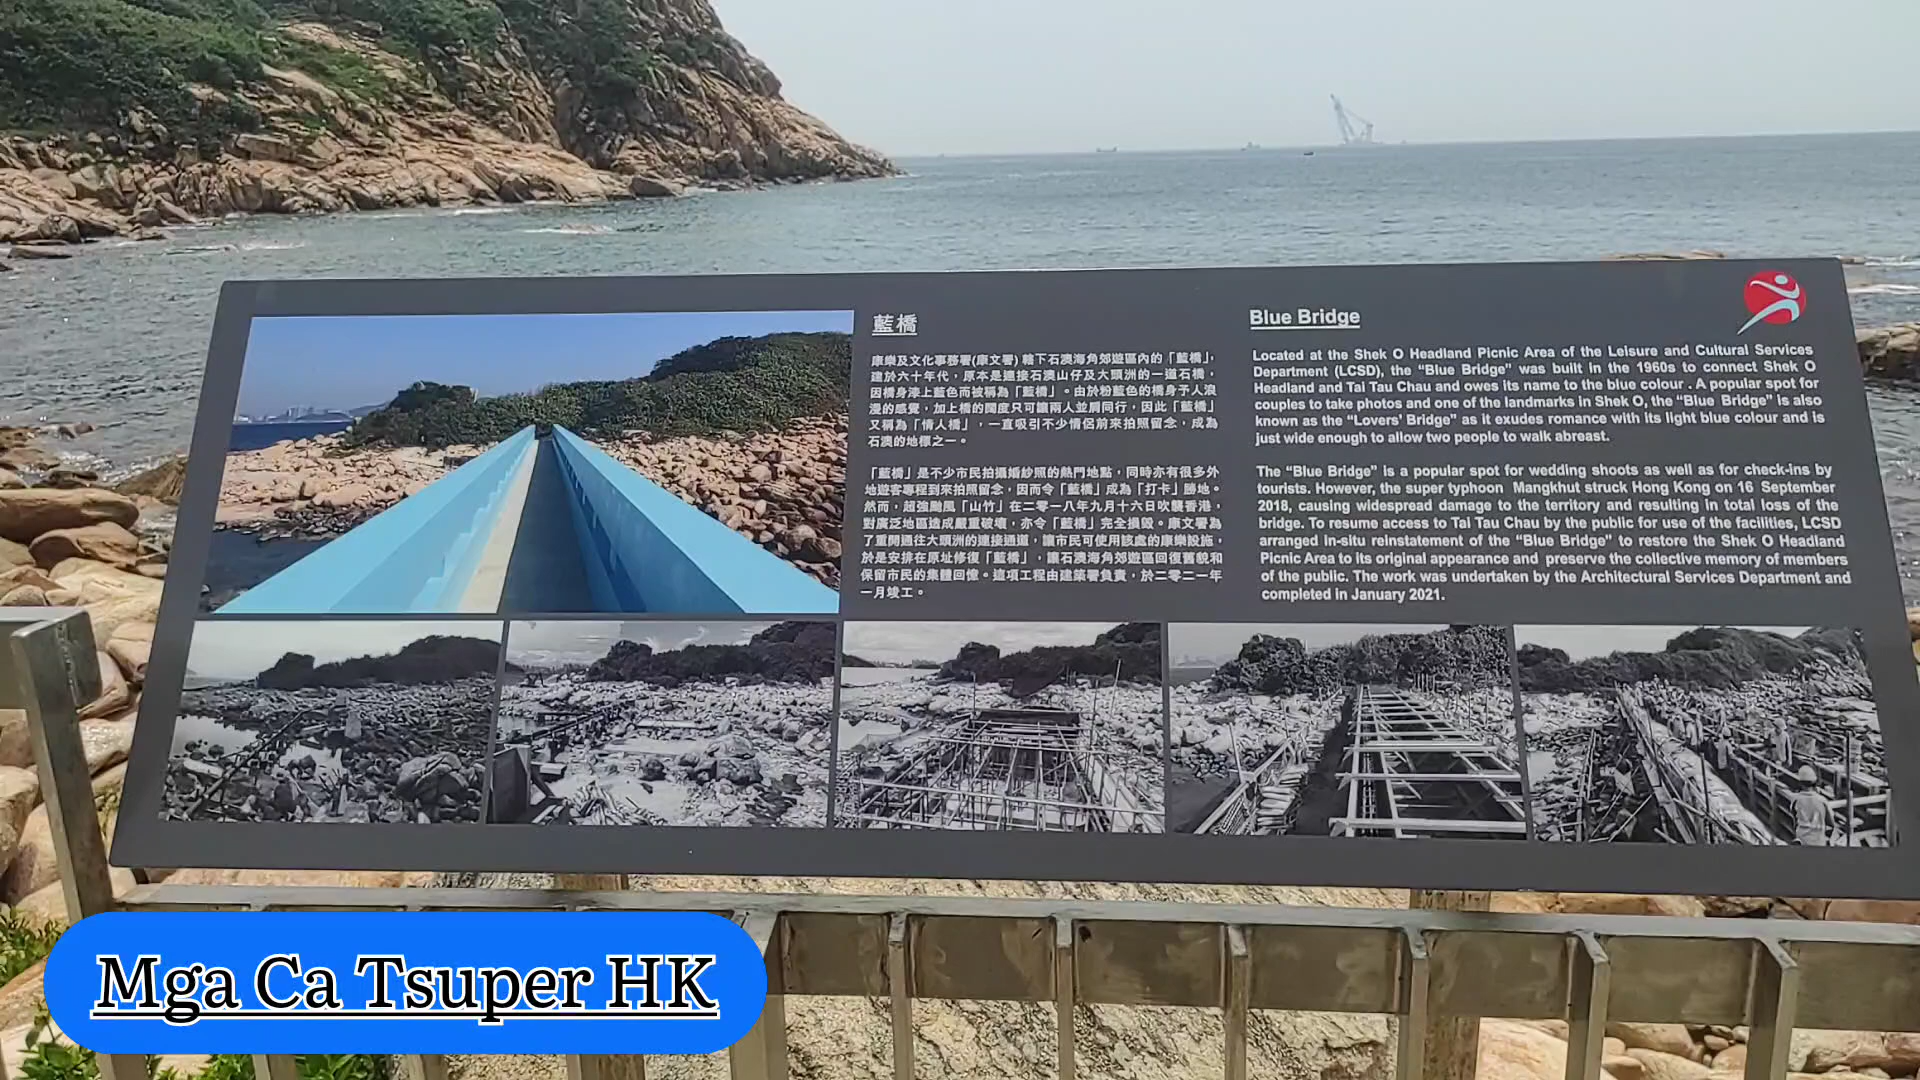 藍橋
康樂及文化事務署(康文署) 轄下石澳海角郊遊區內的「藍橋」,
建於六十年代，原本是連接石澳山仔及大頭洲的一道石橋，
因橋身漆上藍色而被稱為「藍橋」。由於粉藍色的橋身予人浪
漫的感覺，加上橋的闊度只可讓兩人並肩同行，因此「藍橋」
又稱為「情人橋」，一直吸引不少情侶前來拍照留念，成為
石澳的地標之一。
「藍橋」是不少市民拍攝婚紗照的熱門地點，同時亦有很多外
地遊客專程到來拍照留念，因而令「藍橋」成為「打卡」勝地。
然而，超強颱風「山竹」在二零一八年九月十六日吹襲香港，
對廣泛地區造成嚴重破壞，亦令「藍橋」完全損毀。康文署為
了重開通往大頭洲的連接通道，讓市民可使用該處的康樂設施，
於是安排在原址修復「藍橋」，讓石澳海角郊遊區回復舊貌和
保留市民的集體回憶。這項工程由建築署負責，於二零二一年
一月竣工。
Blue Bridge
Located at the Shek O Headland Picnic Area of the Leisure and Cultural Services
Department (LCSD), the “Blue Bridge” was built in the 1960s to connect Shek O
Headland and Tai Tau Chau and owes its name to the blue colour . A popular spot for
couples to take photos and one of the landmarks in Shek O, the “Blue Bridge” is also
known as the “Lovers' Bridge” as it exudes romance with its light blue colour and is
just wide enough to allow two people to walk abreast.
The “Blue Bridge” is a popular spot for wedding shoots as well as for check-ins by
tourists. However, the super typhoon Mangkhut struck Hong Kong on 16 September
2018, causing widespread damage to the territory and resulting in total loss of the
bridge. To resume access to Tai Tau Chau by the public for use of the facilities, LCSD
arranged in-situ reinstatement of the “Blue Bridge” to restore the Shek O Headland
Picnic Area to its original appearance and preserve the collective memory of members
of the public. The work was undertaken by the Architectural Services Department and
completed in January 2021.
Mga Ca Tsuper HK